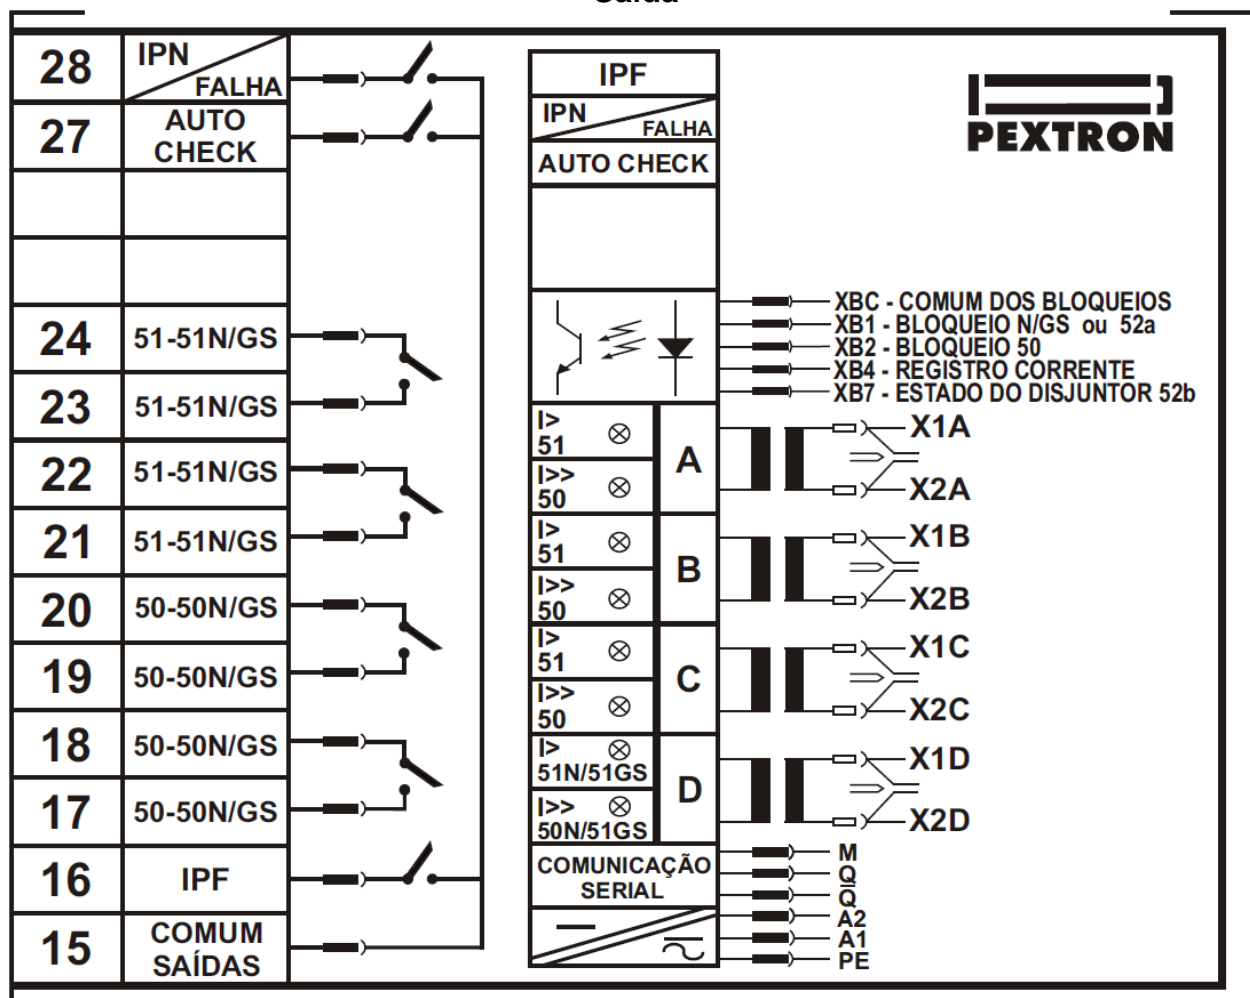 Saída
28
IPN
FALHA
27
AUTO
CHECK
24
51-51N/GS
23
51-51N/GS
22
51-51N/GS
21
51-51N/GS
20
50-50N/GS
19
50-50N/GS
18
50-50N/GS
17
50-50N/GS
16
IPF
15
COMUM
SAÍDAS
IPF
IPN
FALHA
AUTO CHECK
I>
51
I>>
50
A
I>
51
I>>
50
B
I>
51
I>>
50
C
I>
51N/51GS
I>>
50N/51GS
D
COMUNICAÇÃO
SERIAL
PEXTRON
XBC - COMUM DOS BLOQUEIOS
XB1 - BLOQUEIO N/GS ou 52a
XB2 - BLOQUEIO 50
XB4 - REGISTRO CORRENTE
XB7 - ESTADO DO DISJUNTOR 52b
X1A
X2A
X1B
X2B
X1C
X2C
X1D
X2D
M
Q
Q̅
A2
A1
PE